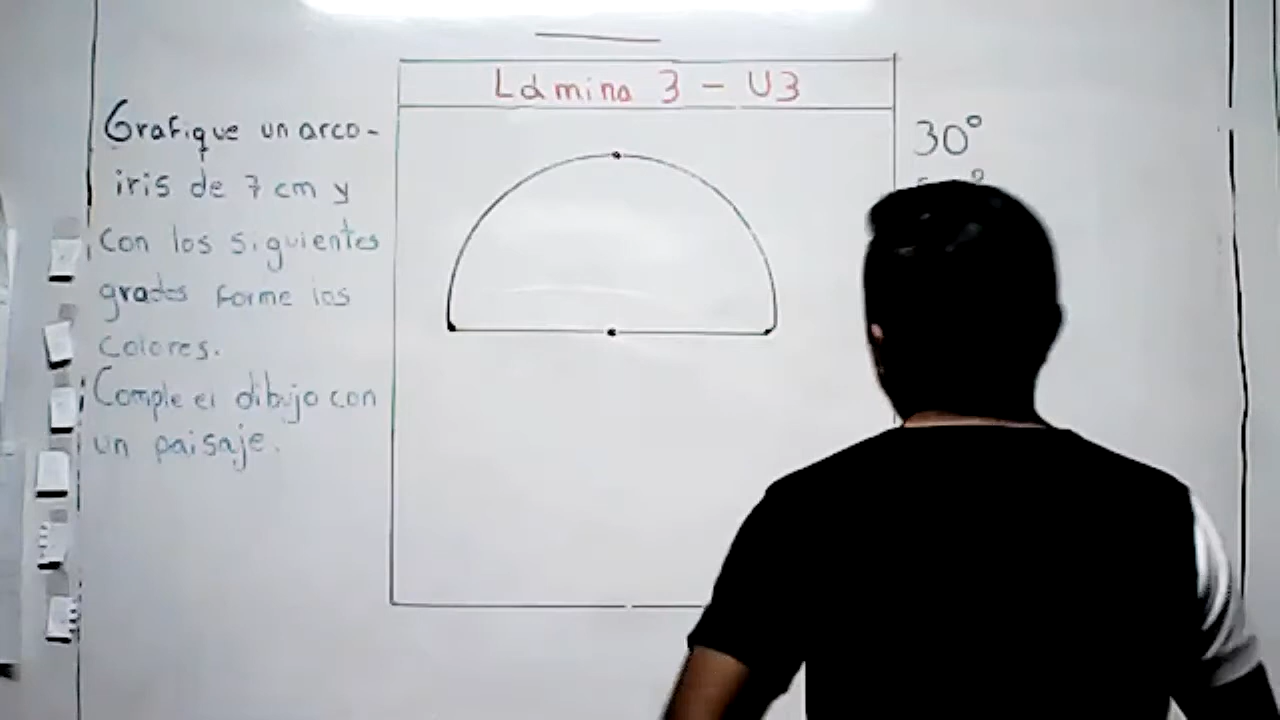 Lámina 3 - U3
Grafique un arco-
iris de 7 cm y
con los siguientes
grados forme los
colores.
Comple el dibujo con
un paisaje.
30°